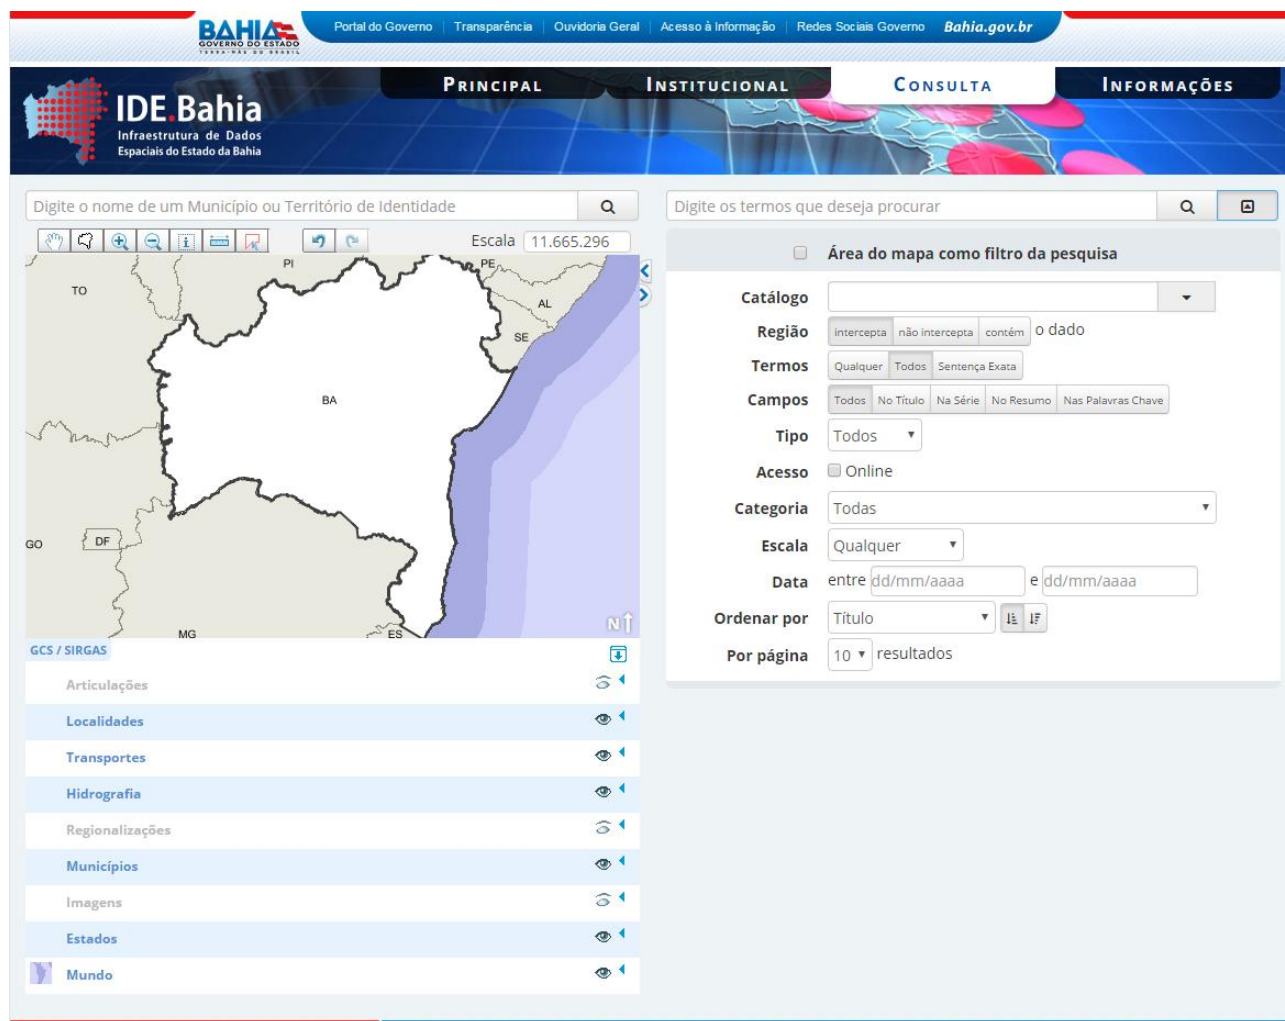 BAHIA
GOVERNO DO ESTADO
TERRA-MÃE DO BRASIL
Portal do Governo
Transparência
Ouvidoria Geral
Acesso à Informação
Redes Sociais Governo
Bahia.gov.br
IDE.Bahia
Infraestrutura de Dados
Espaciais do Estado da Bahia
Principal
Institucional
Consulta
Informações
Digite o nome de um Município ou Território de Identidade
Escala 11.665.296
PI
PE
TO
AL
SE
BA
GO
DF
MG
ES
N
GCS / SIRGAS
Articulações
Localidades
Transportes
Hidrografia
Regionalizações
Municípios
Imagens
Estados
Mundo
Digite os termos que deseja procurar
Área do mapa como filtro da pesquisa
Catálogo
Região intercepta não intercepta contém o dado
Termos Qualquer Todos Sentença Exata
Campos Todos No Título Na Série No Resumo Nas Palavras Chave
Tipo Todos
Acesso Online
Categoria Todas
Escala Qualquer
Data entre dd/mm/aaaa e dd/mm/aaaa
Ordenar por Título
Por página 10 resultados